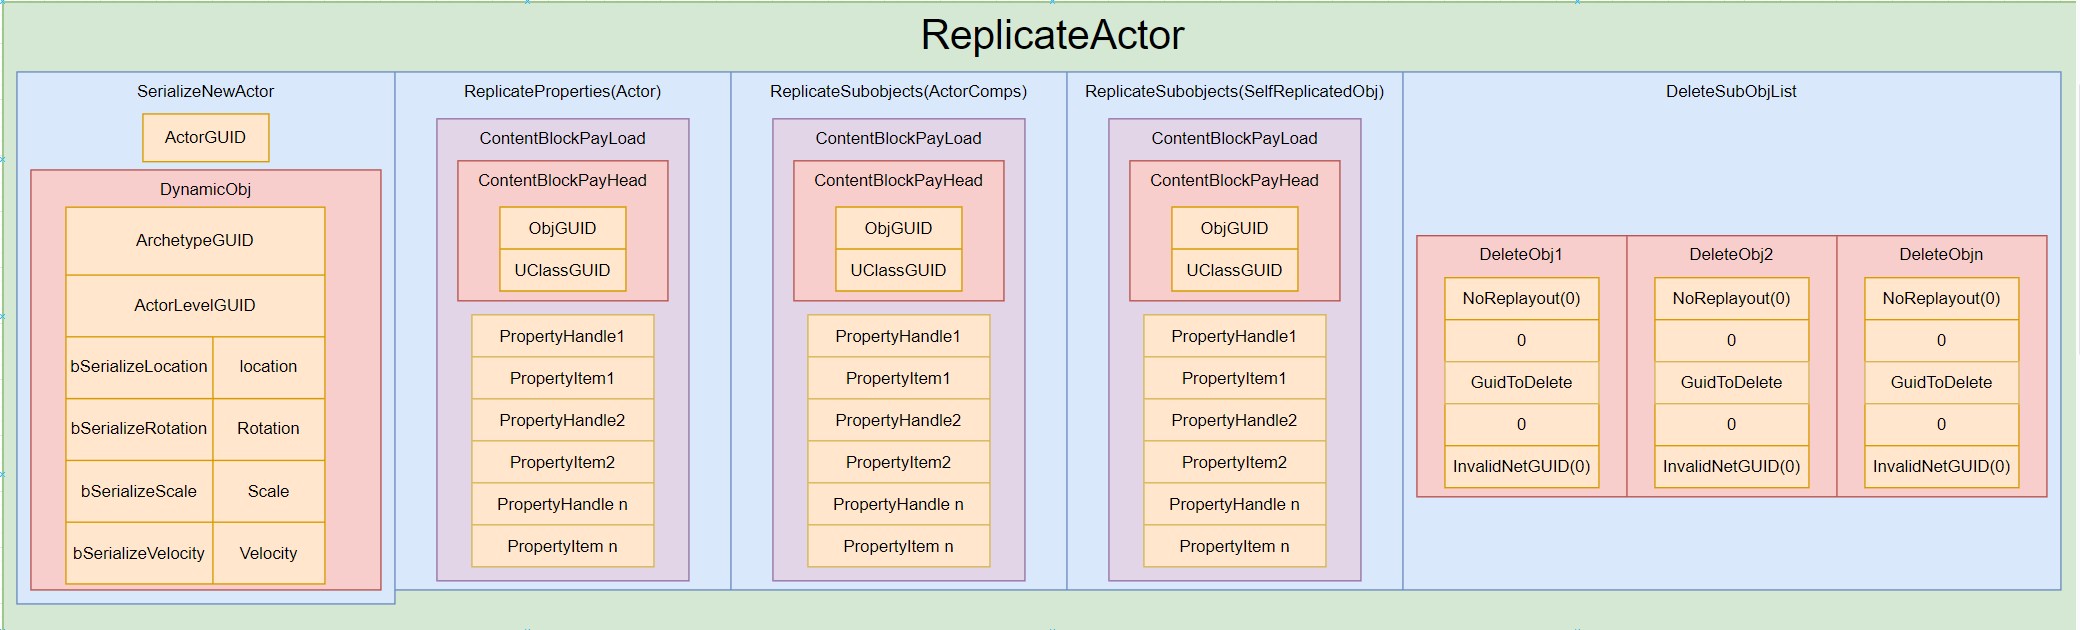 ReplicateActor
SerializeNewActor
ActorGUID
DynamicObj
ArchetypeGUID
ActorLevelGUID
bSerializeLocation
location
bSerializeRotation
Rotation
bSerializeScale
Scale
bSerializeVelocity
Velocity
ReplicateProperties(Actor)
ContentBlockPayLoad
ContentBlockPayHead
ObjGUID
UClassGUID
PropertyHandle1
PropertyItem1
PropertyHandle2
PropertyItem2
PropertyHandle n
PropertyItem n
ReplicateSubobjects(ActorComps)
ContentBlockPayLoad
ContentBlockPayHead
ObjGUID
UClassGUID
PropertyHandle1
PropertyItem1
PropertyHandle2
PropertyItem2
PropertyHandle n
PropertyItem n
ReplicateSubobjects(SelfReplicatedObj)
ContentBlockPayLoad
ContentBlockPayHead
ObjGUID
UClassGUID
PropertyHandle1
PropertyItem1
PropertyHandle2
PropertyItem2
PropertyHandle n
PropertyItem n
DeleteSubObjList
DeleteObj1
NoReplayout(0)
0
GuidToDelete
0
InvalidNetGUID(0)
DeleteObj2
NoReplayout(0)
0
GuidToDelete
0
InvalidNetGUID(0)
DeleteObjn
NoReplayout(0)
0
GuidToDelete
0
InvalidNetGUID(0)